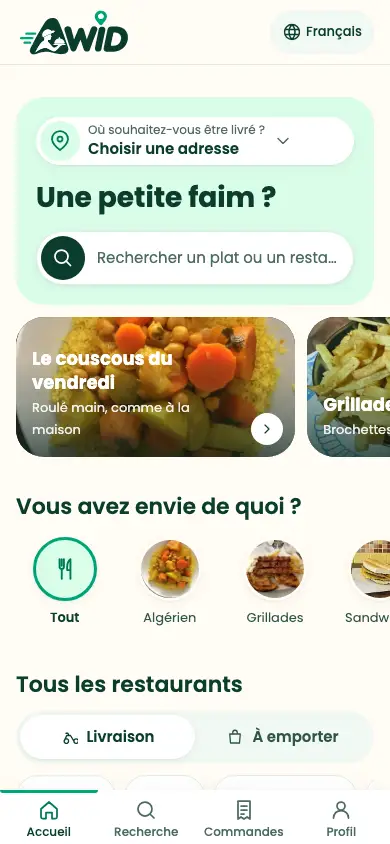 AWID
Français
Où souhaitez-vous être livré ?
Choisir une adresse
Une petite faim ?
Rechercher un plat ou un resta…
Le couscous du
vendredi
Roulé main, comme à la
maison
Grillade
Brochettes
Vous avez envie de quoi ?
Tout
Algérien
Grillades
Sandw
Tous les restaurants
Livraison
À emporter
Accueil
Recherche
Commandes
Profil